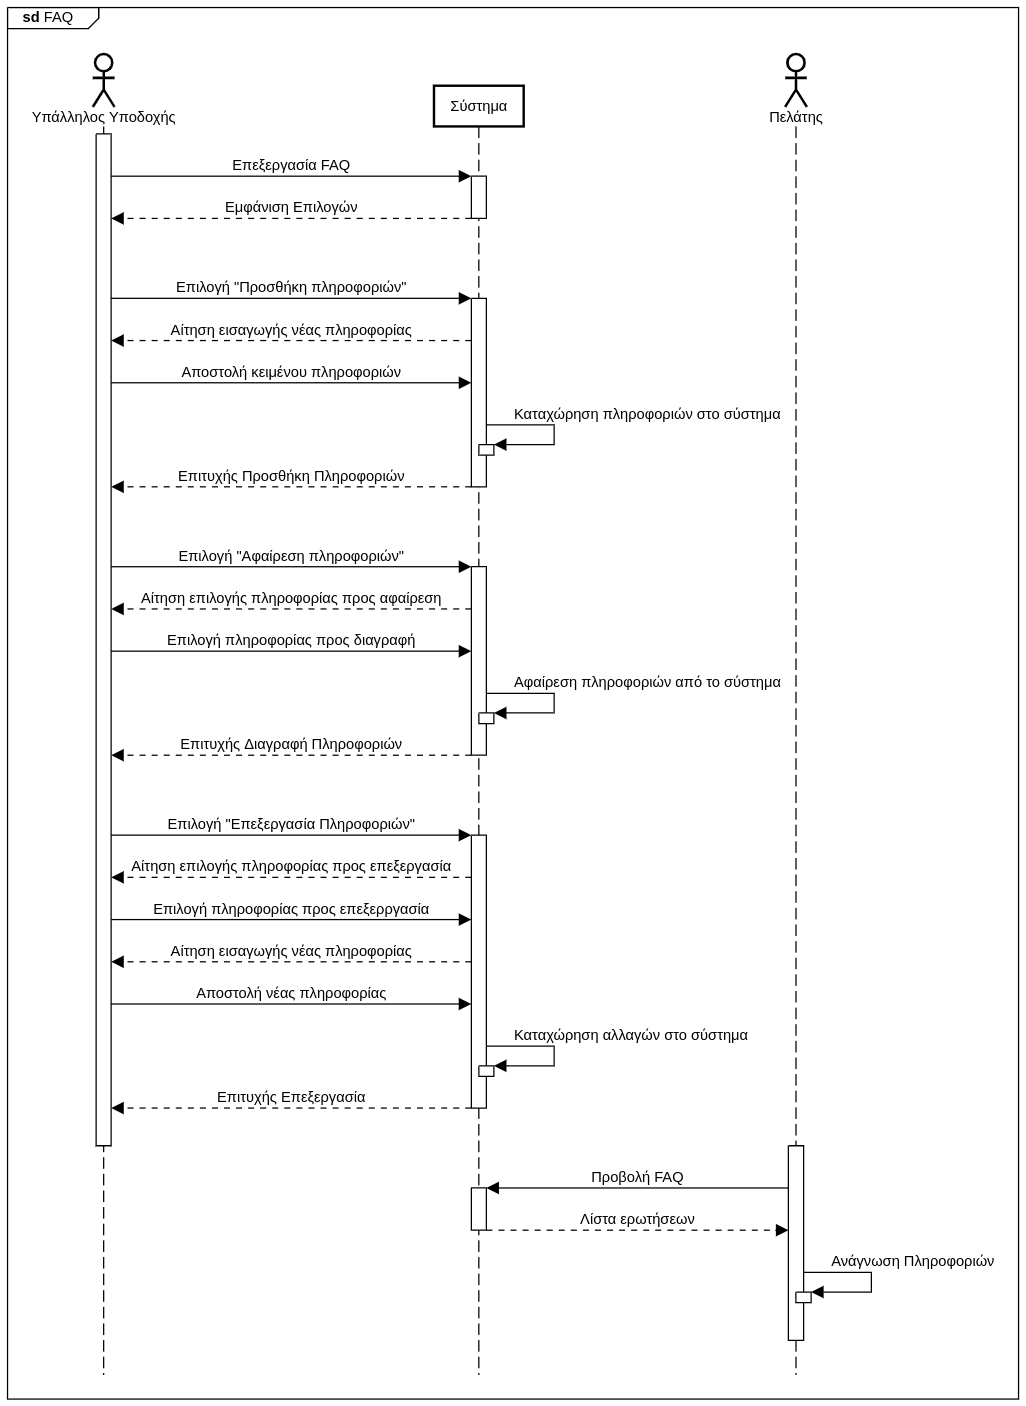 sd FAQ
Υπάλληλος Υποδοχής
Σύστημα
Πελάτης
Επεξεργασία FAQ
Εμφάνιση Επιλογών
Επιλογή "Προσθήκη πληροφοριών"
Αίτηση εισαγωγής νέας πληροφορίας
Αποστολή κειμένου πληροφοριών
Καταχώρηση πληροφοριών στο σύστημα
Επιτυχής Προσθήκη Πληροφοριών
Επιλογή "Αφαίρεση πληροφοριών"
Αίτηση επιλογής πληροφορίας προς αφαίρεση
Επιλογή πληροφορίας προς διαγραφή
Αφαίρεση πληροφοριών από το σύστημα
Επιτυχής Διαγραφή Πληροφοριών
Επιλογή "Επεξεργασία Πληροφοριών"
Αίτηση επιλογής πληροφορίας προς επεξεργασία
Επιλογή πληροφορίας προς επεξερργασία
Αίτηση εισαγωγής νέας πληροφορίας
Αποστολή νέας πληροφορίας
Καταχώρηση αλλαγών στο σύστημα
Επιτυχής Επεξεργασία
Προβολή FAQ
Λίστα ερωτήσεων
Ανάγνωση Πληροφοριών